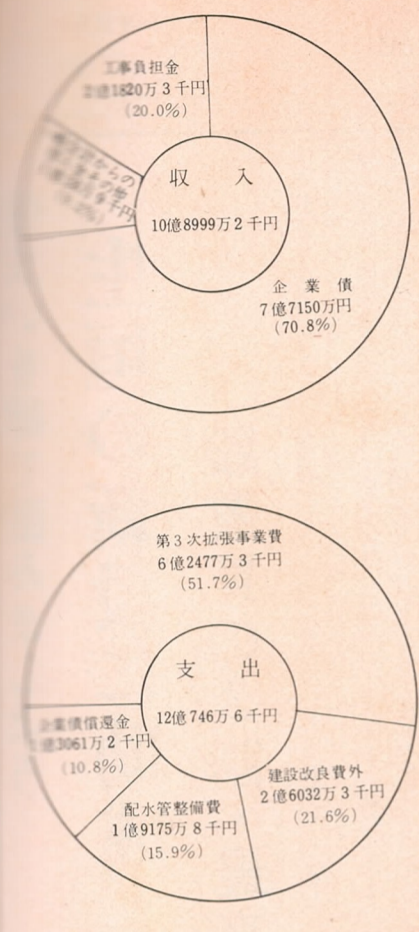 工事負担金
2億1820万3千円
(20.0%)
収入
10億8999万2千円
企業債
7億7150万円
(70.8%)
第3次拡張事業費
6億2477万3千円
(51.7%)
支出
12億746万6千円
企業債償還金
3061万2千円
(10.8%)
建設改良費外
2億6032万3千円
(21.6%)
配水管整備費
1億9175万8千円
(15.9%)